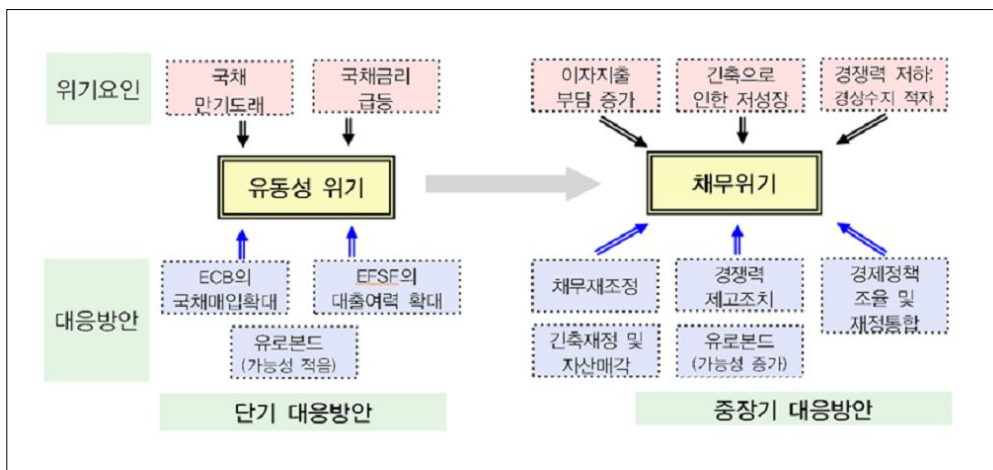 위기요인
국채
만기도래
국채금리
급등
이자지출
부담 증가
긴축으로
인한 저성장
경쟁력 저하:
경상수지 적자
유동성 위기
채무위기
대응방안
ECB의
국채매입확대
EFSF의
대출여력 확대
유로본드
(가능성 적음)
채무재조정
경쟁력
제고조치
경제정책
조율 및
재정통합
긴축재정 및
자산매각
유로본드
(가능성 증가)
단기 대응방안
중장기 대응방안